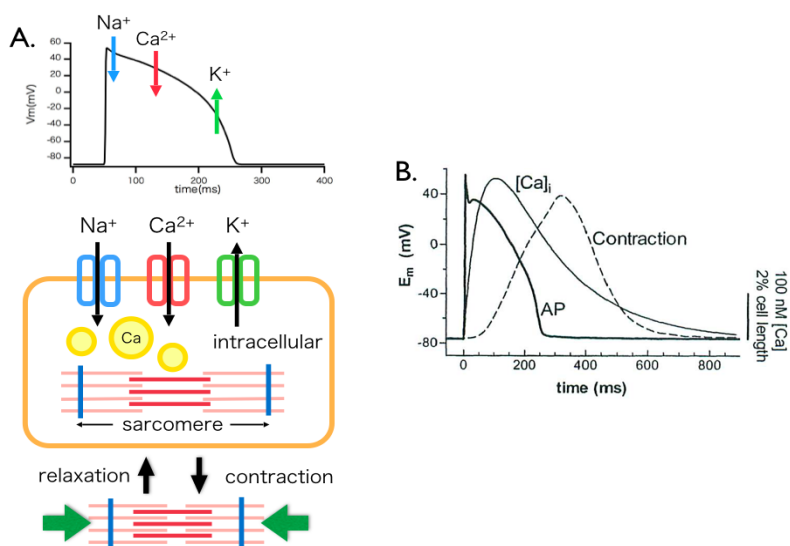 A.
Na⁺
Ca²⁺
K⁺
Vm(mV)
60
40
20
0
-20
-40
-60
-80
0
100
200
300
400
time(ms)
Na⁺
Ca²⁺
K⁺
Ca
intracellular
sarcomere
relaxation
contraction
B.
[Ca]i
Contraction
AP
Em (mV)
40
0
-40
-80
0
200
400
600
800
time (ms)
100 nM [Ca]
2% cell length